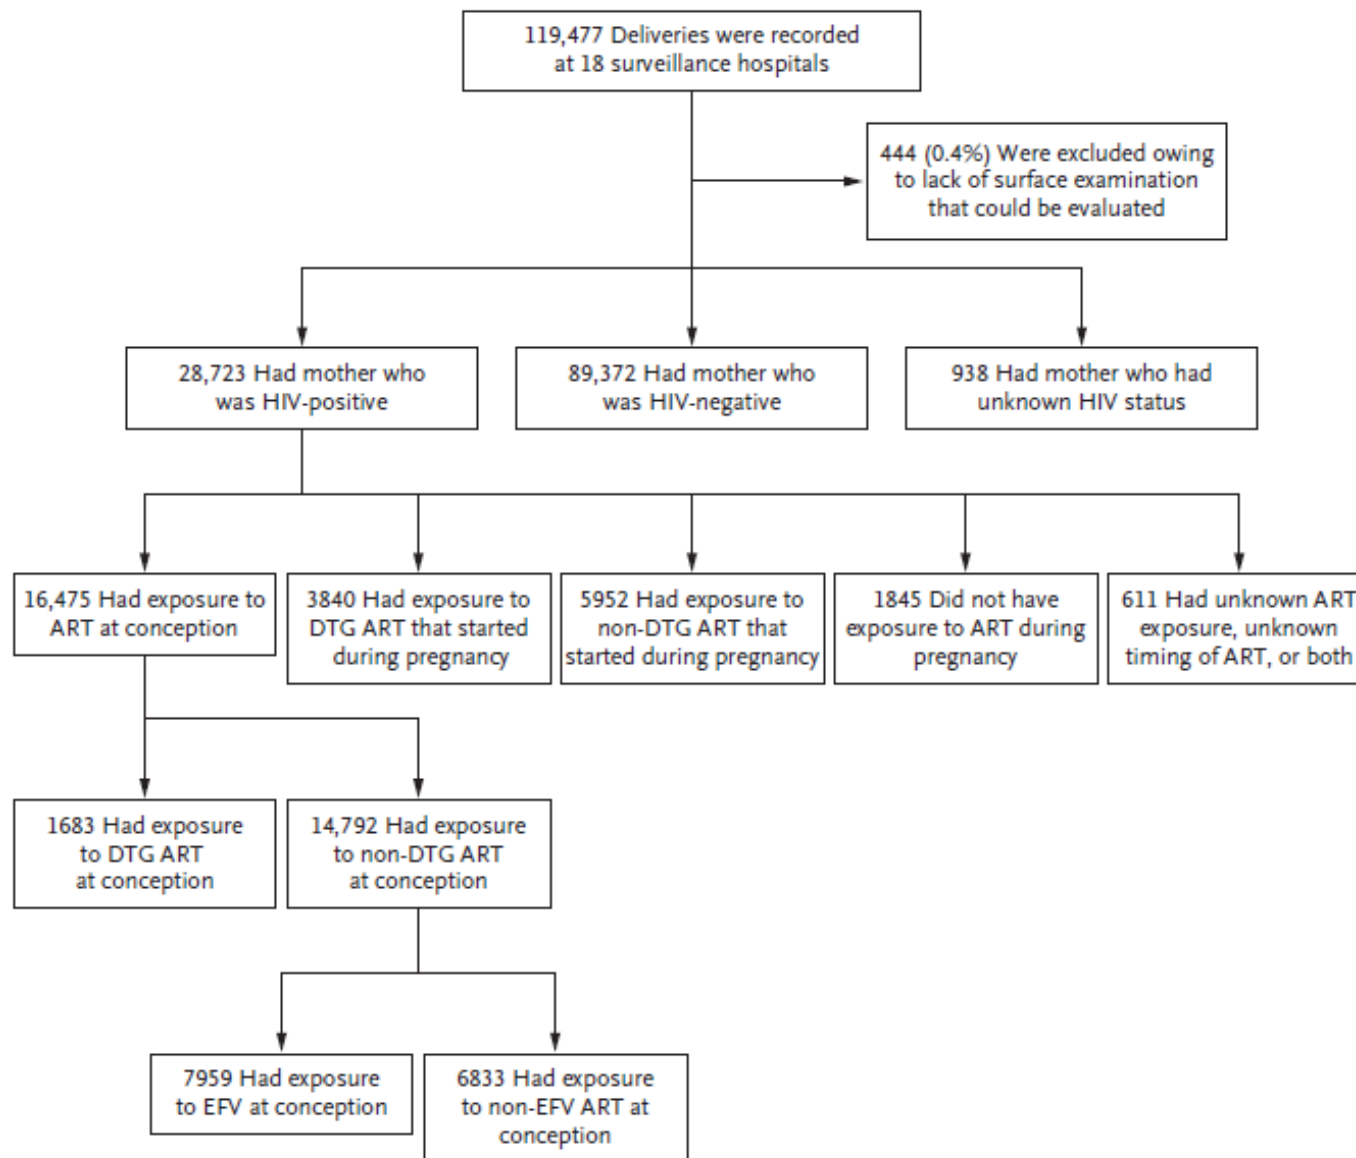 119,477 Deliveries were recorded
at 18 surveillance hospitals
444 (0.4%) Were excluded owing
to lack of surface examination
that could be evaluated
28,723 Had mother who
was HIV-positive
89,372 Had mother who
was HIV-negative
938 Had mother who had
unknown HIV status
16,475 Had exposure to
ART at conception
3840 Had exposure to
DTG ART that started
during pregnancy
5952 Had exposure to
non-DTG ART that
started during pregnancy
1845 Did not have
exposure to ART during
pregnancy
611 Had unknown ART
exposure, unknown
timing of ART, or both
1683 Had exposure
to DTG ART
at conception
14,792 Had exposure
to non-DTG ART
at conception
7959 Had exposure
to EFV at conception
6833 Had exposure
to non-EFV ART at
conception